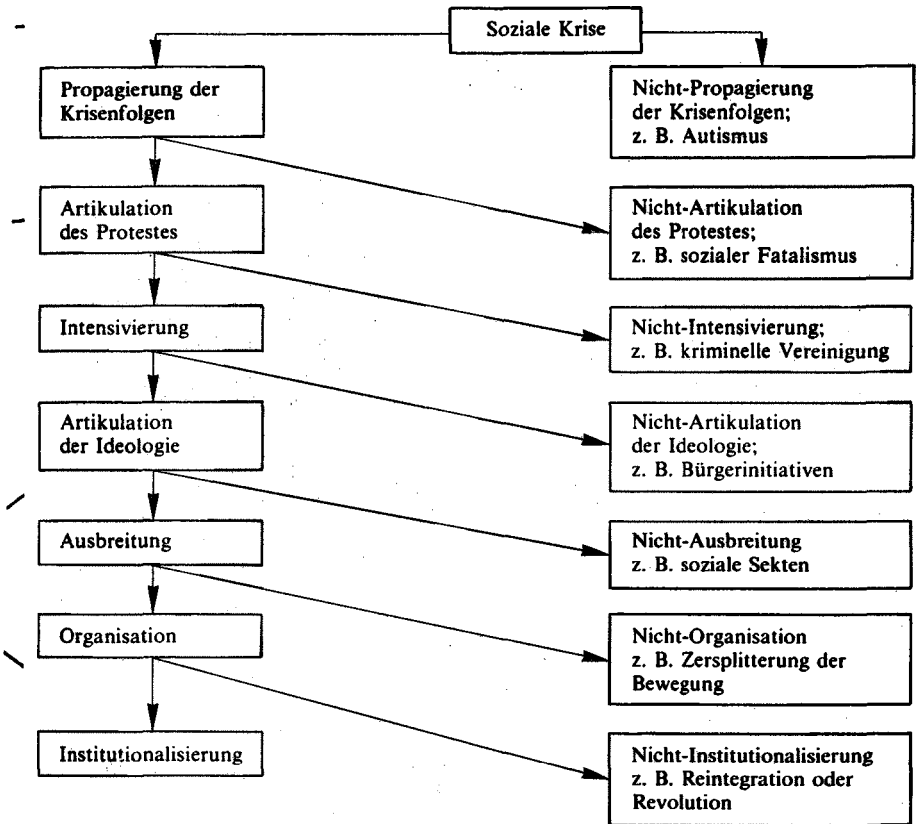 Soziale Krise
Propagierung der
Krisenfolgen
Nicht-Propagierung
der Krisenfolgen;
z. B. Autismus
Artikulation
des Protestes
Nicht-Artikulation
des Protestes;
z. B. sozialer Fatalismus
Intensivierung
Nicht-Intensivierung;
z. B. kriminelle Vereinigung
Artikulation
der Ideologie
Nicht-Artikulation
der Ideologie;
z. B. Bürgerinitiativen
Ausbreitung
Nicht-Ausbreitung
z. B. soziale Sekten
Organisation
Nicht-Organisation
z. B. Zersplitterung der
Bewegung
Institutionalisierung
Nicht-Institutionalisierung
z. B. Reintegration oder
Revolution